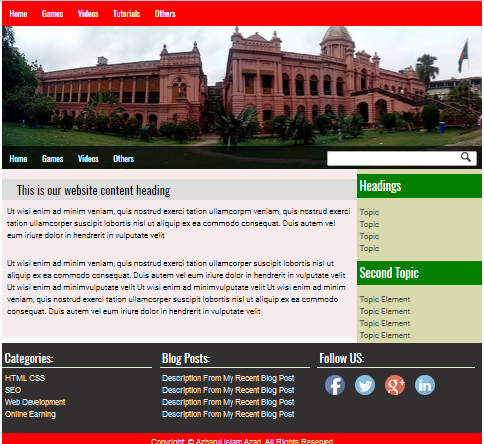 Home Games Videos Tutorials Others
Home Games Videos Others
This is our website content heading
Ut wisi enim ad minim veniam, quis nostrud exerci tation ullamcorpm veniam, quis nostrud exerci
tation ullamcorper suscipit lobortis nisl ut aliquip ex ea commodo consequat. Duis autem vel
eum iriure dolor in hendrerit in vulputate velit
Ut wisi enim ad minim veniam, quis nostrud exerci tation ullamcorper suscipit lobortis nisl ut
aliquip ex ea commodo consequat. Duis autem vel eum iriure dolor in hendrerit in vulputate velit
Ut wisi enim ad minimvulputate velit Ut wisi enim ad minimvulputate velit Ut wisi enim ad minim
veniam, quis nostrud exerci tation ullamcorper suscipit lobortis nisl ut aliquip ex ea commodo
consequat. Duis autem vel eum iriure dolor in hendrerit in vulputate velit
Headings
Topic
Topic
Topic
Topic
Second Topic
Topic Element
Topic Element
Topic Element
Topic Element
Categories:
HTML CSS
SEO
Web Development
Online Earning
Blog Posts:
Description From My Recent Blog Post
Description From My Recent Blog Post
Description From My Recent Blog Post
Description From My Recent Blog Post
Follow US:
f g+ in
Copyright: © Azharul Islam Azad. All Rights Reserved